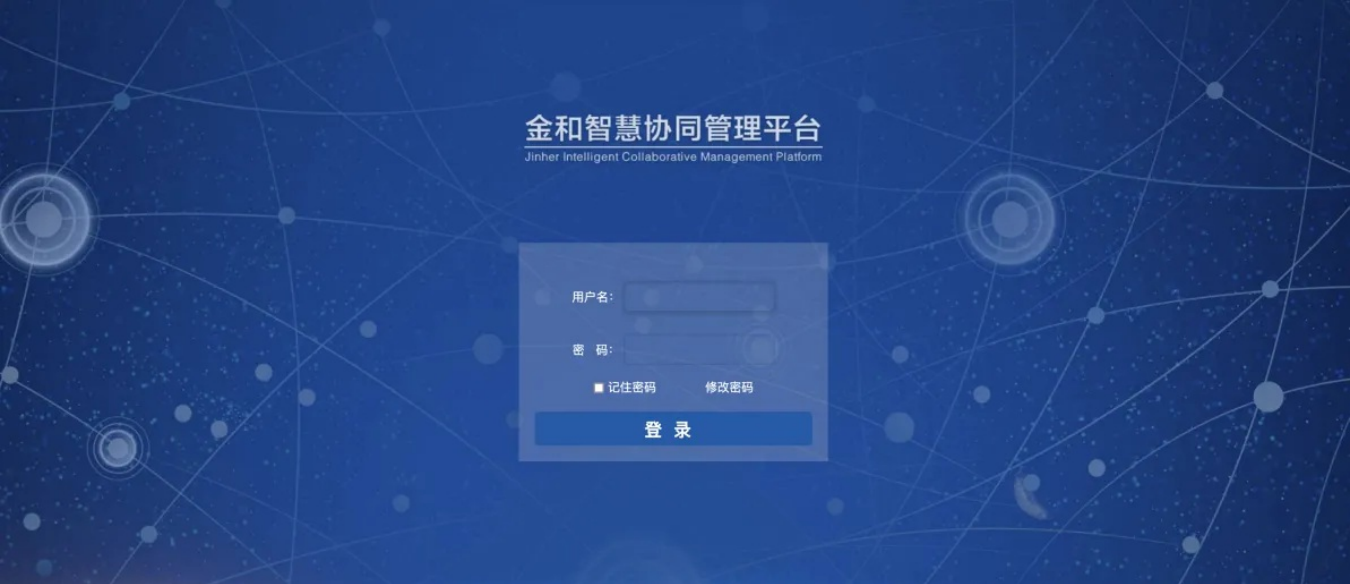 金和智慧协同管理平台
Jinher Intelligent Collaborative Management Platform
用户名：
密 码：
记住密码 修改密码
登 录